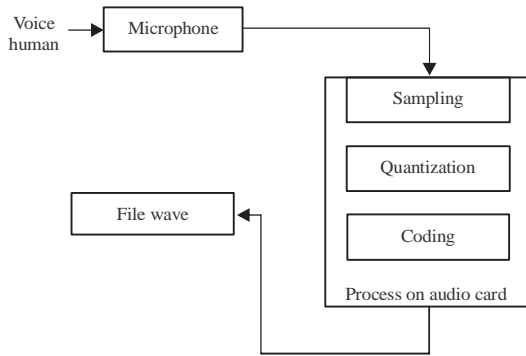 Voice
human
Microphone
Sampling
Quantization
Coding
Process on audio card
File wave